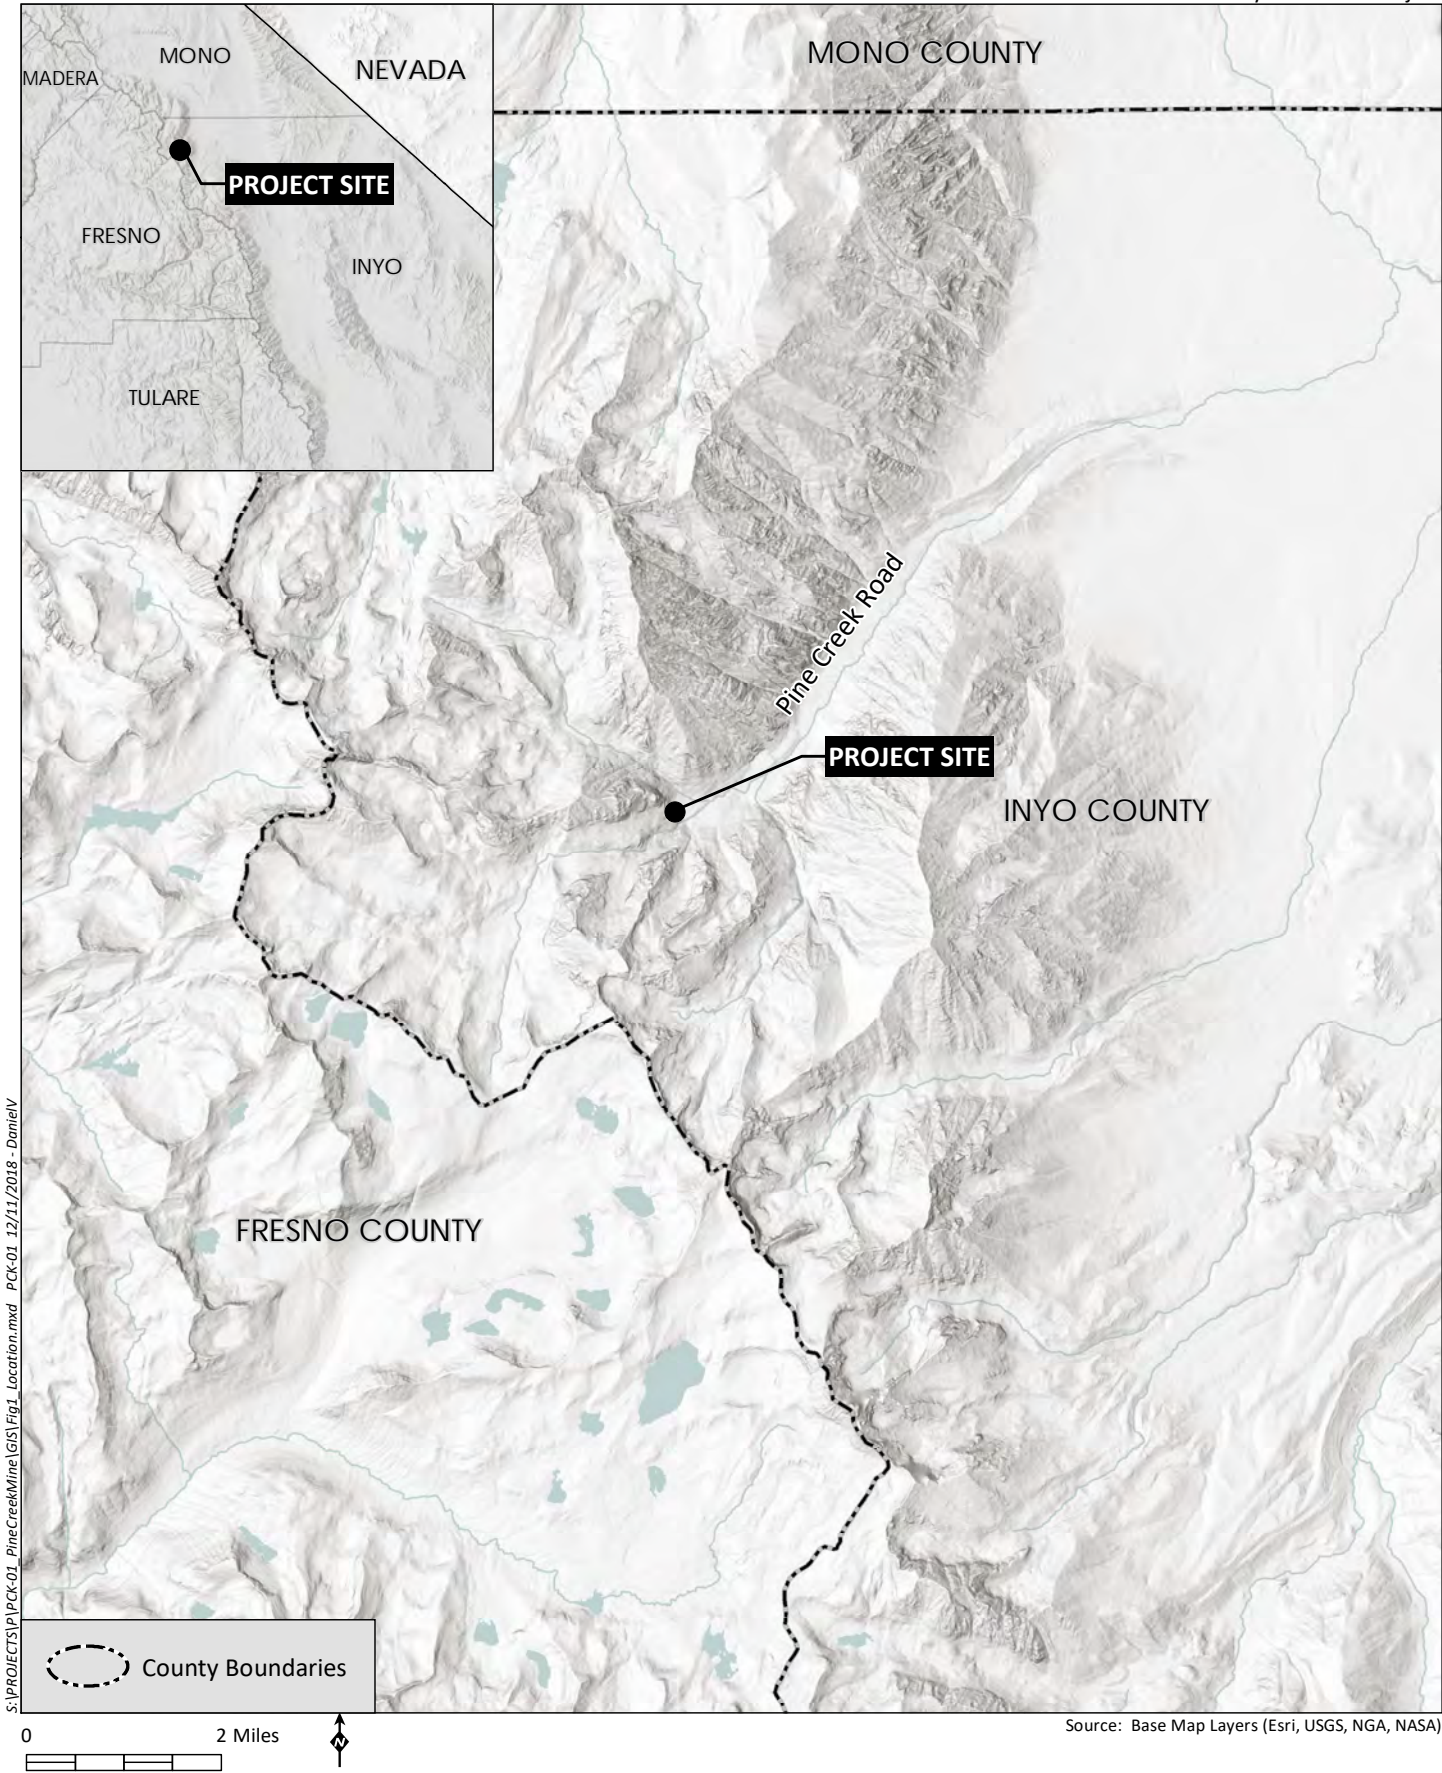 MONO
MADERA
NEVADA
PROJECT SITE
FRESNO
INYO
TULARE
MONO COUNTY
Pine Creek Road
PROJECT SITE
INYO COUNTY
FRESNO COUNTY
S:\PROJECTS\P\PCK-01_PineCreekMine\GIS\Fig1_Location.mxd PCK-01 12/11/2018 - DanielV
County Boundaries
0 2 Miles
N
Source: Base Map Layers (Esri, USGS, NGA, NASA)